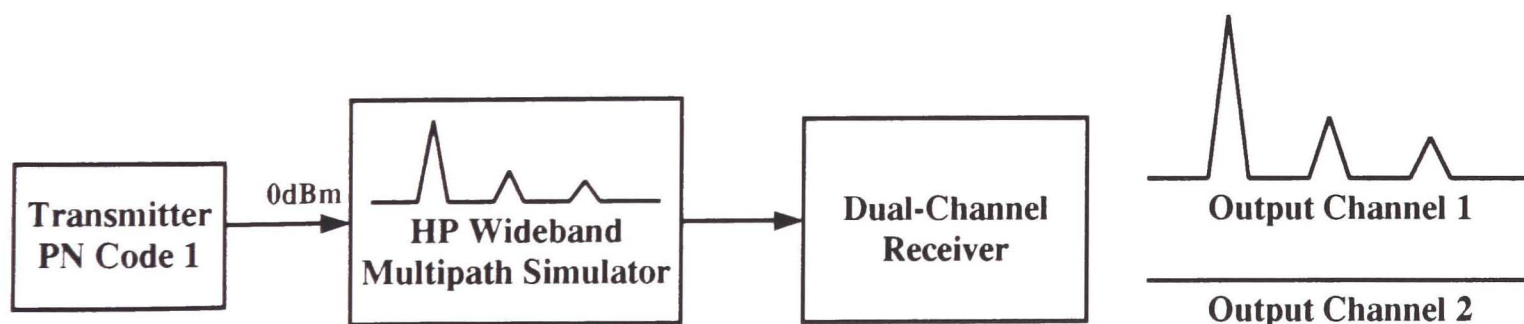 Transmitter
PN Code 1
0dBm
HP Wideband
Multipath Simulator
Dual-Channel
Receiver
Output Channel 1
Output Channel 2